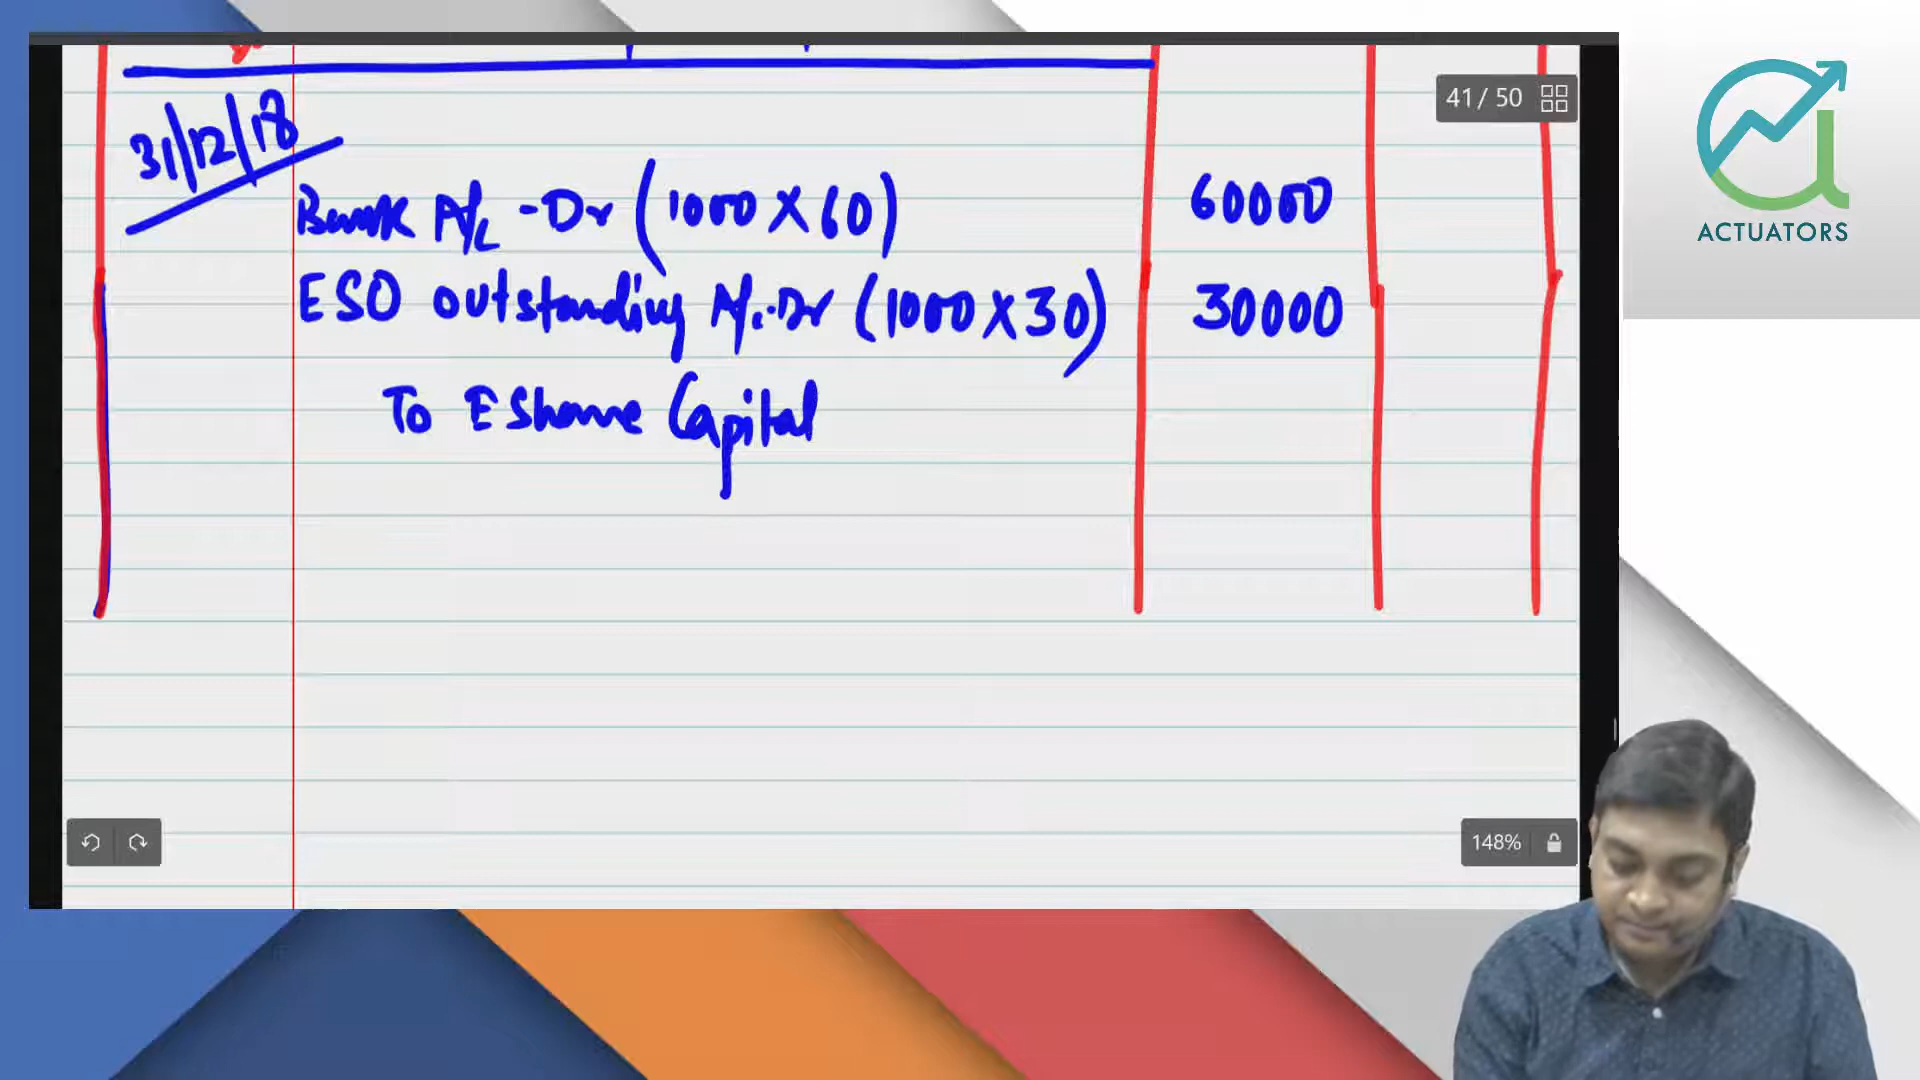 41 / 50
ACTUATORS
31/12/18
Bank A/c -Dr (1000 X 60) 60000
ESO outstanding A/c.Dr (1000 X 30) 30000
To E Share Capital
148%